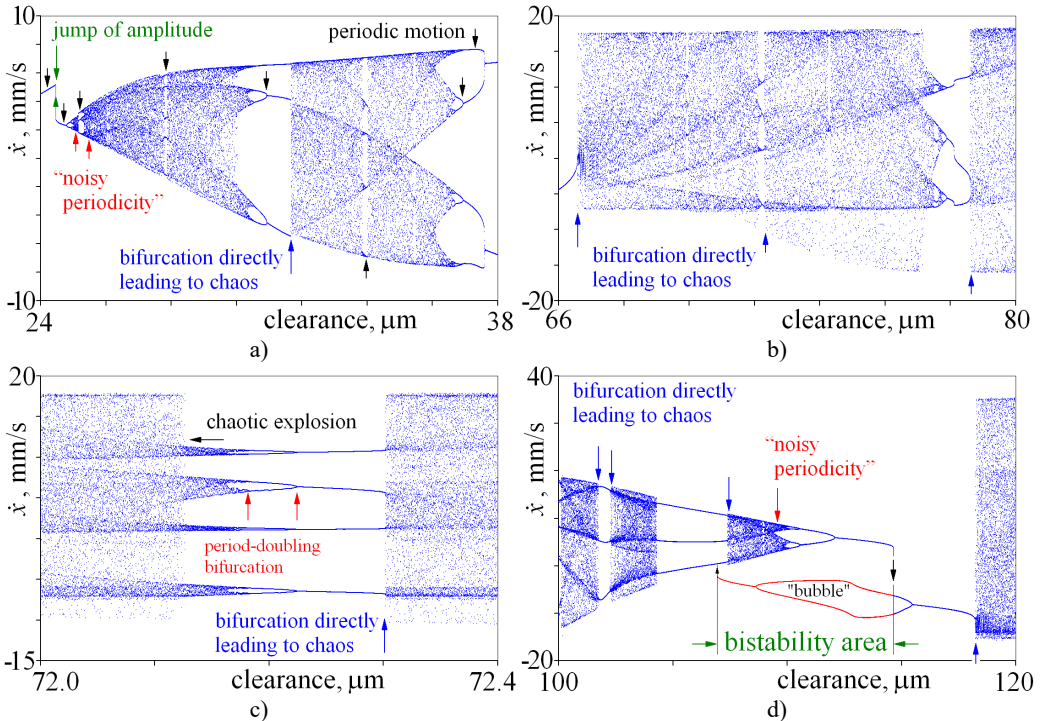 10
jump of amplitude
periodic motion
ẋ , mm/s
“noisy
periodicity”
bifurcation directly
leading to chaos
-10
24
clearance, μm
38
a)
20
ẋ , mm/s
bifurcation directly
leading to chaos
-20
66
clearance, μm
80
b)
20
chaotic explosion
ẋ , mm/s
period-doubling
bifurcation
bifurcation directly
leading to chaos
-15
72.0
clearance, μm
72.4
c)
40
bifurcation directly
leading to chaos
“noisy
periodicity”
ẋ , mm/s
"bubble"
bistability area
-20
100
clearance, μm
120
d)